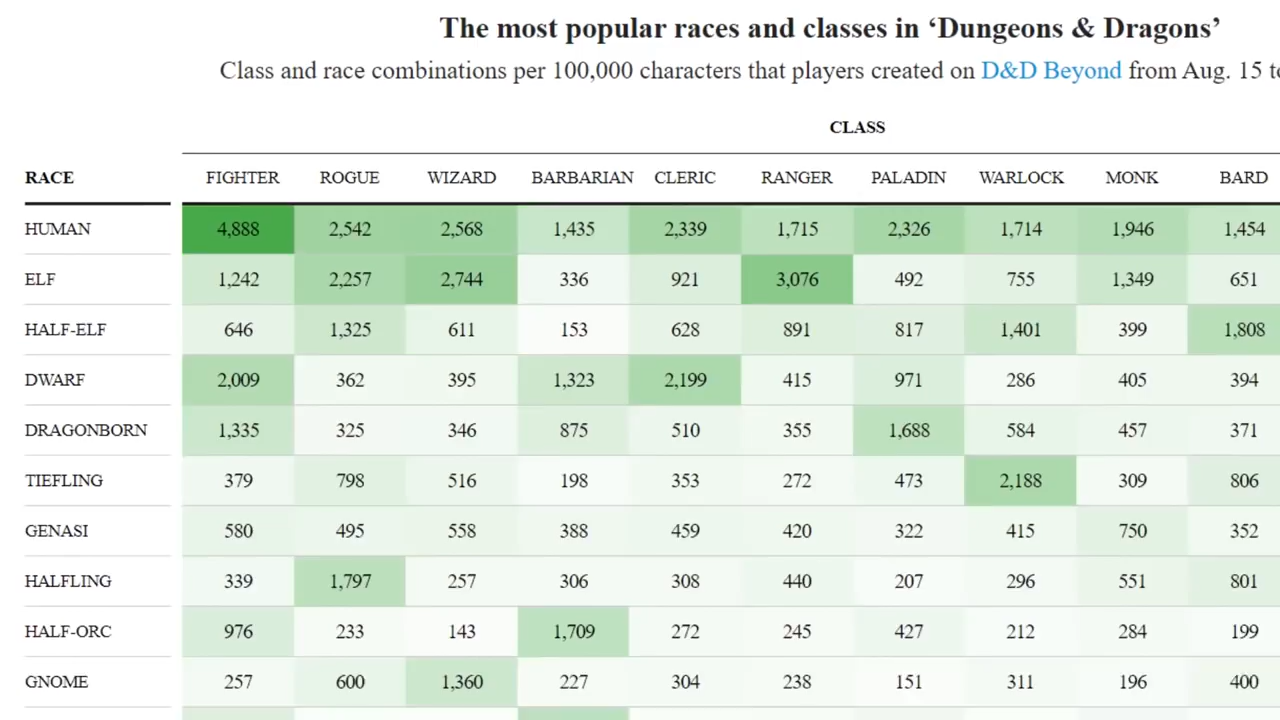 The most popular races and classes in ‘Dungeons & Dragons’
Class and race combinations per 100,000 characters that players created on D&D Beyond from Aug. 15
CLASS
RACE FIGHTER ROGUE WIZARD BARBARIAN CLERIC RANGER PALADIN WARLOCK MONK BARD
HUMAN 4,888 2,542 2,568 1,435 2,339 1,715 2,326 1,714 1,946 1,454
ELF 1,242 2,257 2,744 336 921 3,076 492 755 1,349 651
HALF-ELF 646 1,325 611 153 628 891 817 1,401 399 1,808
DWARF 2,009 362 395 1,323 2,199 415 971 286 405 394
DRAGONBORN 1,335 325 346 875 510 355 1,688 584 457 371
TIEFLING 379 798 516 198 353 272 473 2,188 309 806
GENASI 580 495 558 388 459 420 322 415 750 352
HALFLING 339 1,797 257 306 308 440 207 296 551 801
HALF-ORC 976 233 143 1,709 272 245 427 212 284 199
GNOME 257 600 1,360 227 304 238 151 311 196 400